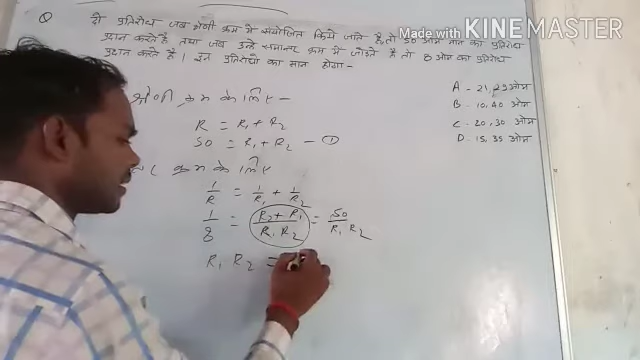 Made with KINEMASTER
Q दो प्रतिरोध जब श्रेणी क्रम में संयोजित किये जाते है, तो 50 ओम मान का प्रतिरोध
प्रदान करते है तथा जब उन्हे समान्तर क्रम में जोड़ते है तो 8 ओम का प्रतिरोध
प्रदान करते है। इन प्रतिरोधों का मान होगा-
A - 21, 29 ओम
B - 10, 40 ओम
C - 20, 30 ओम
D - 15, 35 ओम
श्रेणी क्रम के लिए -
R = R1 + R2
50 = R1 + R2 — ①
क्रम के लिए
1/R = 1/R1 + 1/R2
1/8 = R2 + R1 / R1 R2 = 50 / R1 R2
R1 R2 =